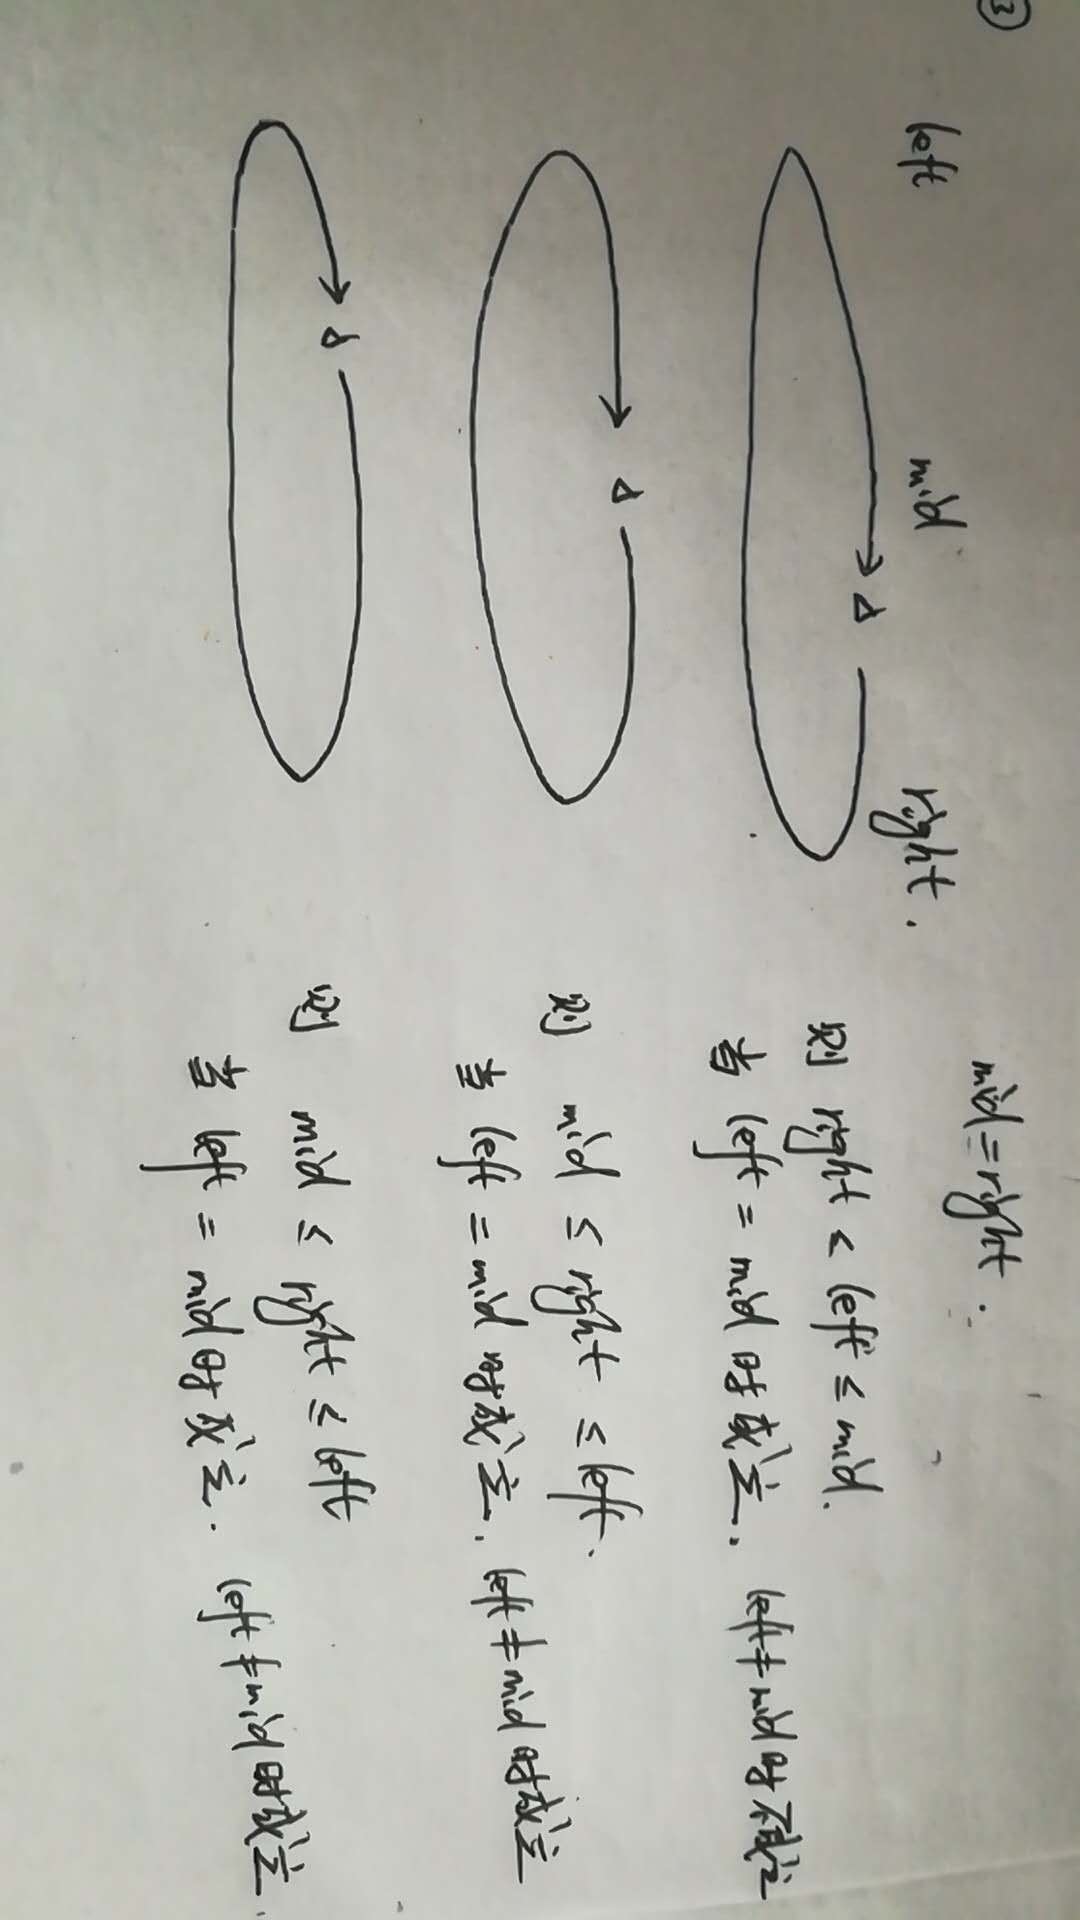 ③
left mid right. mid=right.
a 则 right < left ≤ mid.
当 left = mid 时成立. left≠mid 时不成立
a 则 mid ≤ right ≤ left.
当 left = mid 时成立. left≠mid 时成立
a 则 mid ≤ right ≤ left
当 left = mid 时成立. left≠mid 时成立.